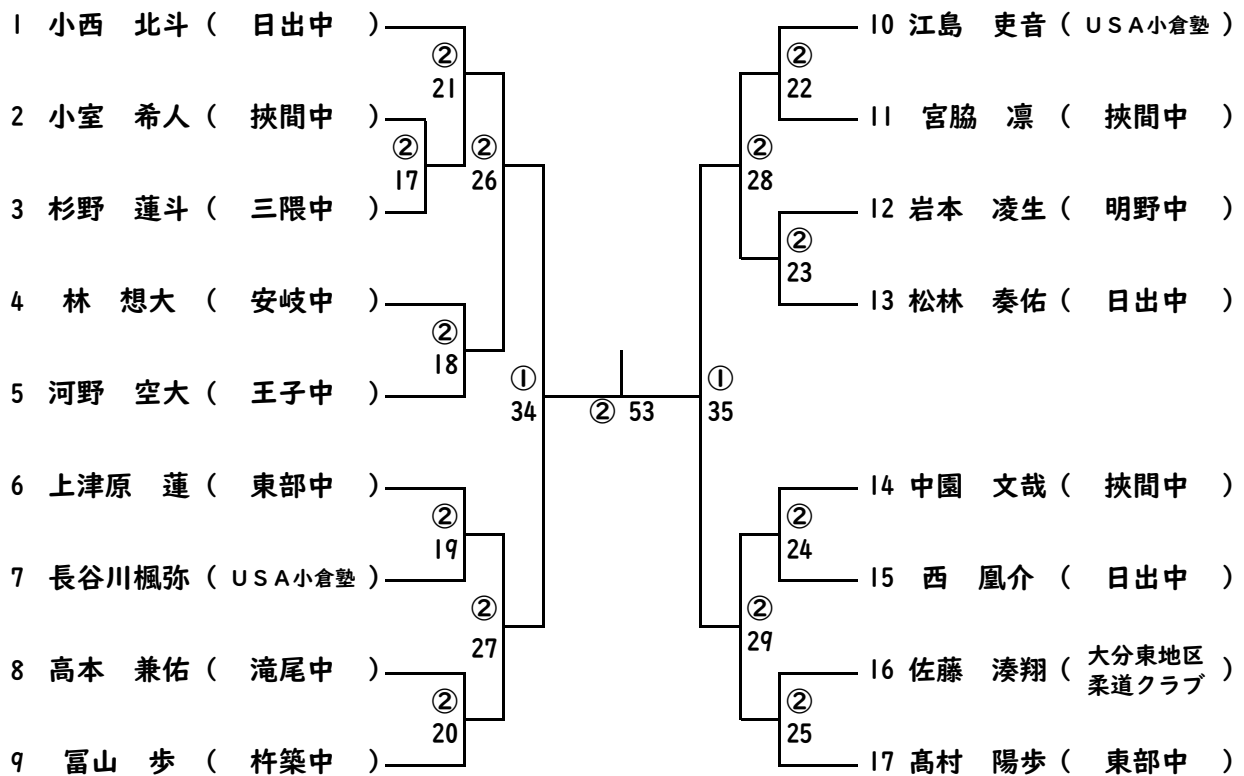 1 小西 北斗 ( 日出中 )
②
21
2 小室 希人 ( 挾間中 )
②
17
②
26
3 杉野 蓮斗 ( 三隈中 )
4 林 想大 ( 安岐中 )
②
18
5 河野 空大 ( 王子中 )
①
34
6 上津原 蓮 ( 東部中 )
②
19
7 長谷川楓弥 ( USA小倉塾 )
②
27
8 高本 兼佑 ( 滝尾中 )
②
20
9 冨山 歩 ( 杵築中 )
② 53
10 江島 吏音 ( USA小倉塾 )
②
22
11 宮脇 凛 ( 挾間中 )
②
28
12 岩本 凌生 ( 明野中 )
②
23
13 松林 奏佑 ( 日出中 )
①
35
14 中園 文哉 ( 挾間中 )
②
24
15 西 凰介 ( 日出中 )
②
29
16 佐藤 湊翔 ( 大分東地区
柔道クラブ )
②
25
17 髙村 陽歩 ( 東部中 )